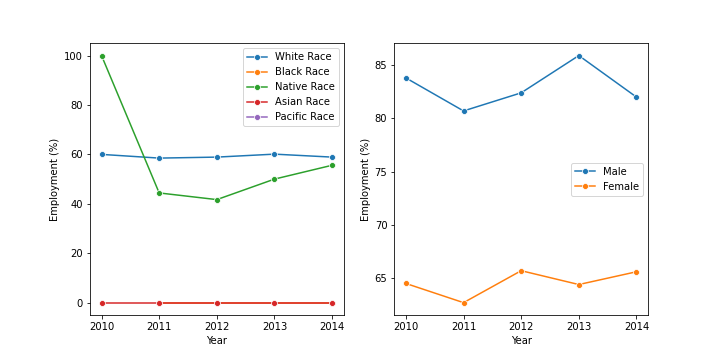 100
80
60
40
20
0
Employment (%)
2010
2011
2012
2013
2014
Year
White Race
Black Race
Native Race
Asian Race
Pacific Race
85
80
75
70
65
Employment (%)
2010
2011
2012
2013
2014
Year
Male
Female